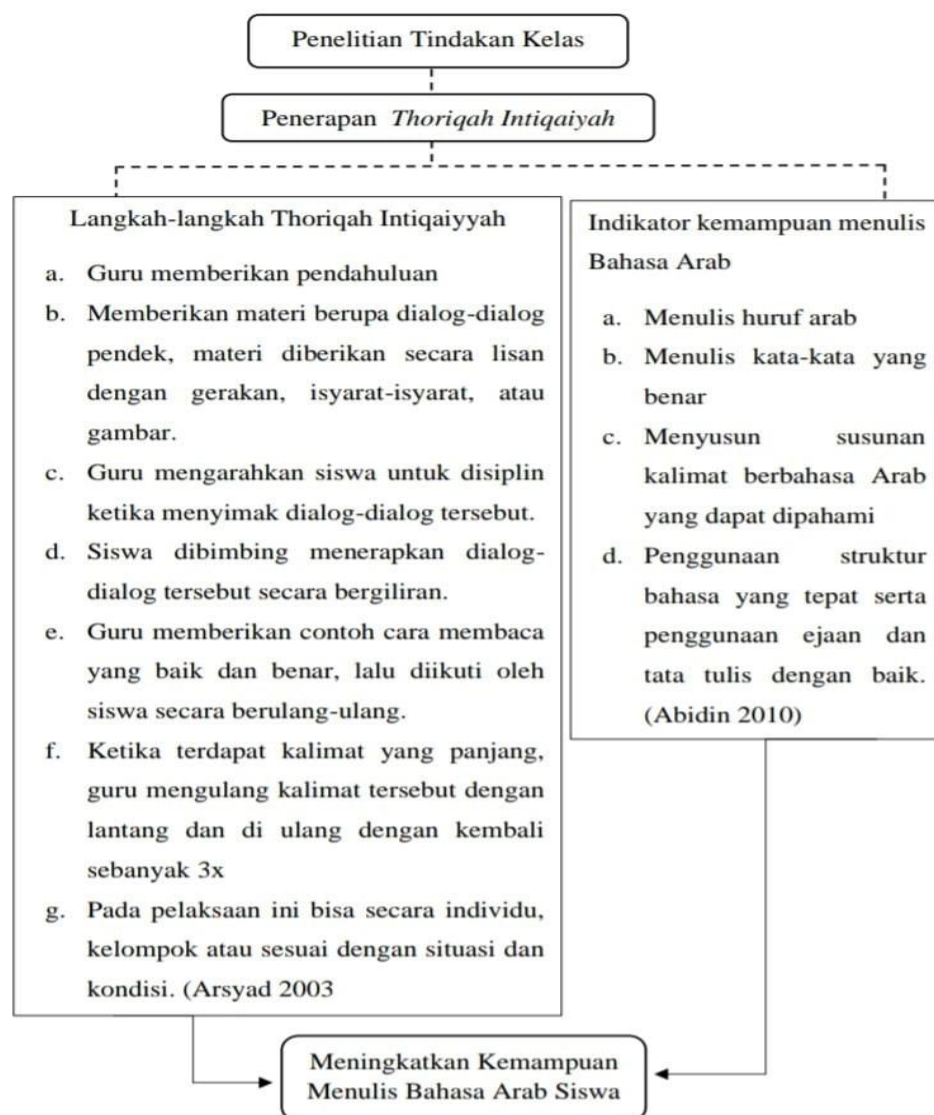 Penelitian Tindakan Kelas
Penerapan Thoriqah Intiqaiyah
Langkah-langkah Thoriqah Intiqaiyyah
a. Guru memberikan pendahuluan
b. Memberikan materi berupa dialog-dialog
pendek, materi diberikan secara lisan
dengan gerakan, isyarat-isyarat, atau
gambar.
c. Guru mengarahkan siswa untuk disiplin
ketika menyimak dialog-dialog tersebut.
d. Siswa dibimbing menerapkan dialog-
dialog tersebut secara bergiliran.
e. Guru memberikan contoh cara membaca
yang baik dan benar, lalu diikuti oleh
siswa secara berulang-ulang.
f. Ketika terdapat kalimat yang panjang,
guru mengulang kalimat tersebut dengan
lantang dan di ulang dengan kembali
sebanyak 3x
g. Pada pelaksaan ini bisa secara individu,
kelompok atau sesuai dengan situasi dan
kondisi. (Arsyad 2003
Indikator kemampuan menulis
Bahasa Arab
a. Menulis huruf arab
b. Menulis kata-kata yang
benar
c. Menyusun susunan
kalimat berbahasa Arab
yang dapat dipahami
d. Penggunaan struktur
bahasa yang tepat serta
penggunaan ejaan dan
tata tulis dengan baik.
(Abidin 2010)
Meningkatkan Kemampuan
Menulis Bahasa Arab Siswa